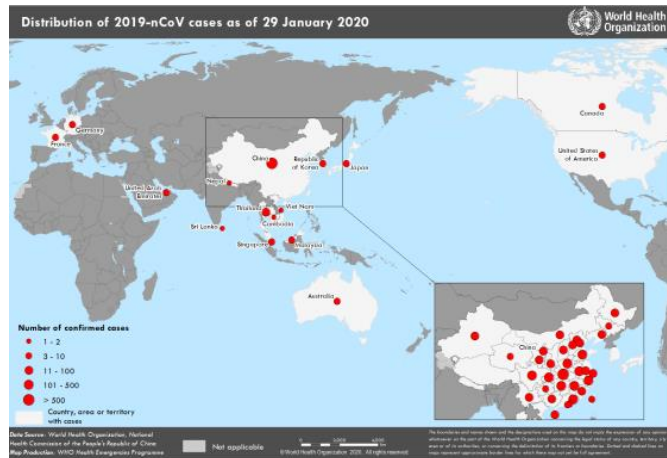 Distribution of 2019-nCoV cases as of 29 January 2020
World Health
Organization
Germany
France
Canada
United States
of America
China
Republic
of Korea
Japan
Nepal
United Arab
Emirates
Thailand
Viet Nam
Cambodia
Sri Lanka
Singapore
Malaysia
Australia
China
Number of confirmed cases
1 - 2
3 - 10
11 - 100
101 - 500
> 500
Country, area or territory
with cases
Data Source: World Health Organization, National
Health Commission of the People's Republic of China
Map Production: WHO Health Emergencies Programme
Not applicable
© World Health Organization 2020. All rights reserved.